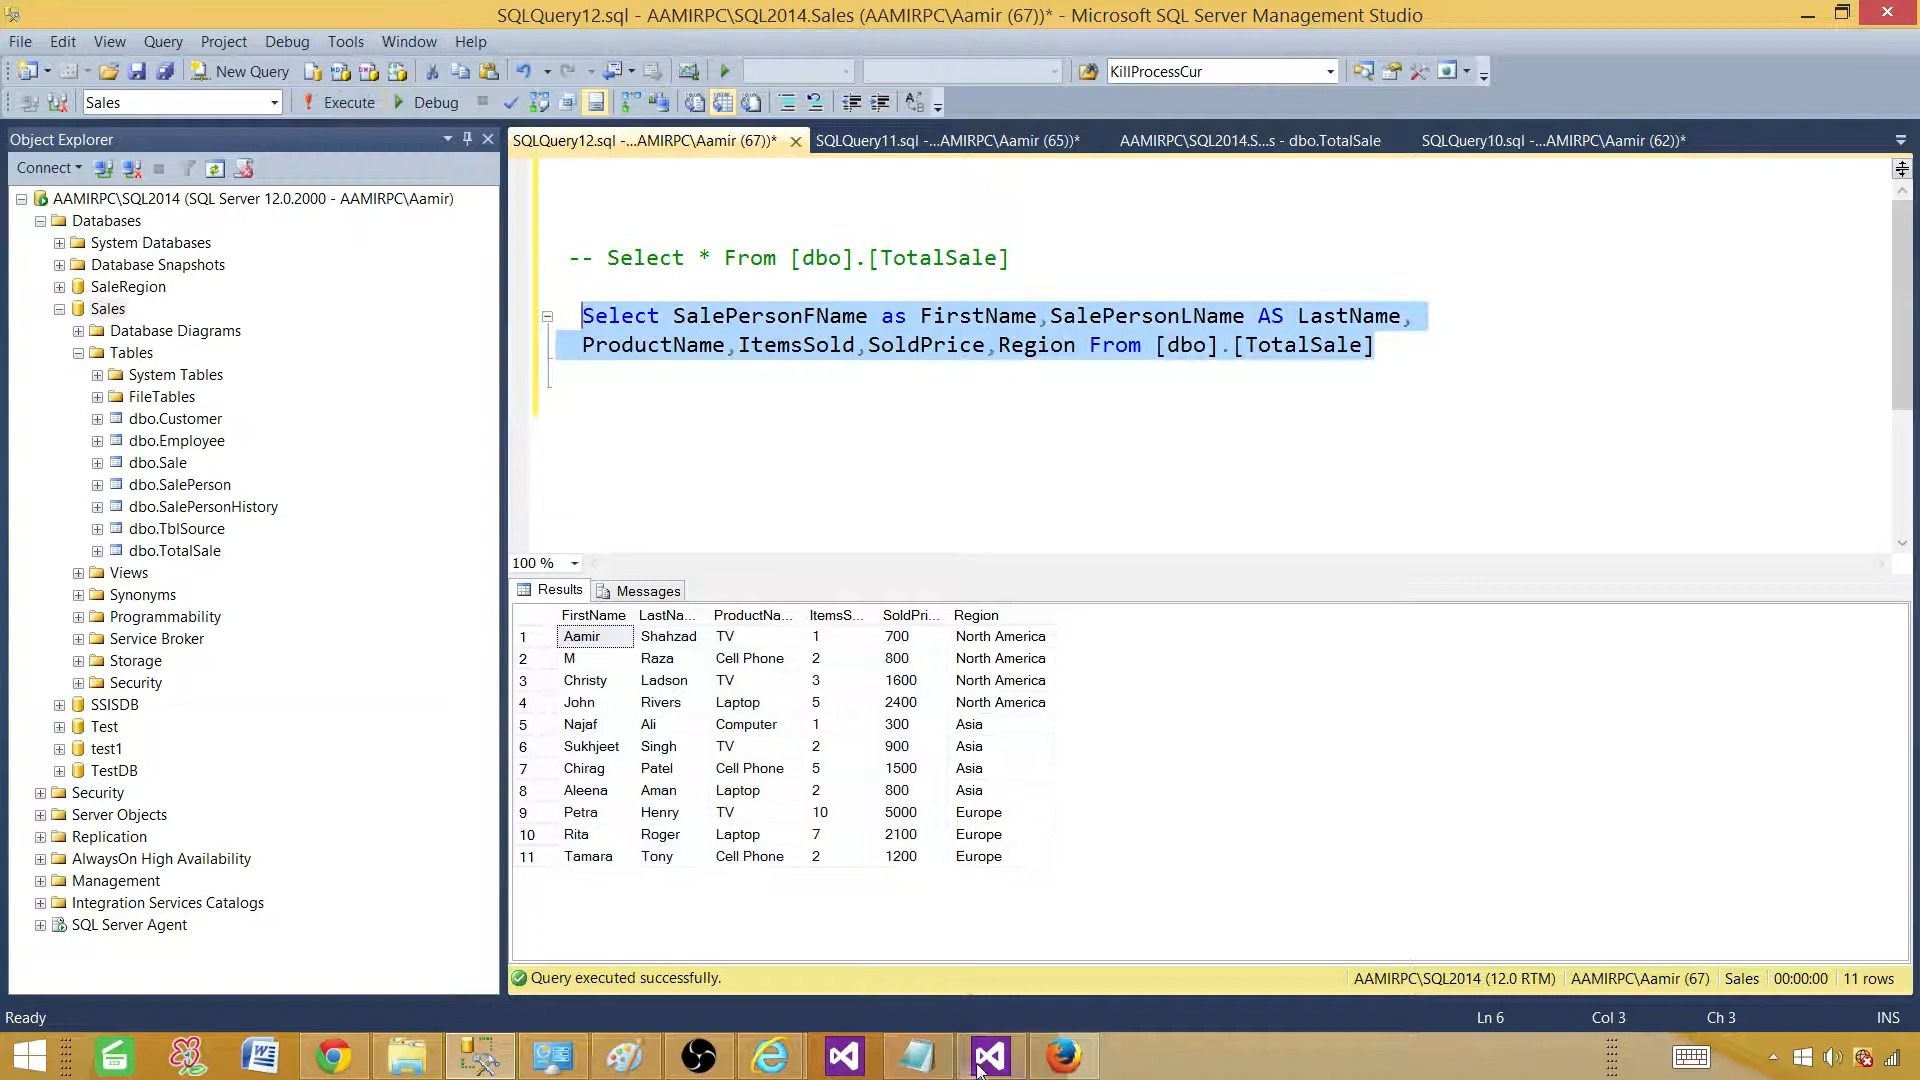 SQLQuery12.sql - AAMIRPC\SQL2014.Sales (AAMIRPC\Aamir (67))* - Microsoft SQL Server Management Studio
File Edit View Query Project Debug Tools Window Help
New Query KillProcessCur
Sales Execute Debug
Object Explorer
Connect
AAMIRPC\SQL2014 (SQL Server 12.0.2000 - AAMIRPC\Aamir)
Databases
System Databases
Database Snapshots
SaleRegion
Sales
Database Diagrams
Tables
System Tables
FileTables
dbo.Customer
dbo.Employee
dbo.Sale
dbo.SalePerson
dbo.SalePersonHistory
dbo.TblSource
dbo.TotalSale
Views
Synonyms
Programmability
Service Broker
Storage
Security
SSISDB
Test
test1
TestDB
Security
Server Objects
Replication
AlwaysOn High Availability
Management
Integration Services Catalogs
SQL Server Agent
SQLQuery12.sql -...AMIRPC\Aamir (67))* SQLQuery11.sql -...AMIRPC\Aamir (65))* AAMIRPC\SQL2014.S...s - dbo.TotalSale SQLQuery10.sql -...AMIRPC\Aamir (62))*
-- Select * From [dbo].[TotalSale]
Select SalePersonFName as FirstName,SalePersonLName AS LastName,
ProductName,ItemsSold,SoldPrice,Region From [dbo].[TotalSale]
100 %
Results Messages
FirstName LastNa... ProductNa... ItemsS... SoldPri... Region
1 Aamir Shahzad TV 1 700 North America
2 M Raza Cell Phone 2 800 North America
3 Christy Ladson TV 3 1600 North America
4 John Rivers Laptop 5 2400 North America
5 Najaf Ali Computer 1 300 Asia
6 Sukhjeet Singh TV 2 900 Asia
7 Chirag Patel Cell Phone 5 1500 Asia
8 Aleena Aman Laptop 2 800 Asia
9 Petra Henry TV 10 5000 Europe
10 Rita Roger Laptop 7 2100 Europe
11 Tamara Tony Cell Phone 2 1200 Europe
Query executed successfully. AAMIRPC\SQL2014 (12.0 RTM) AAMIRPC\Aamir (67) Sales 00:00:00 11 rows
Ready Ln 6 Col 3 Ch 3 INS